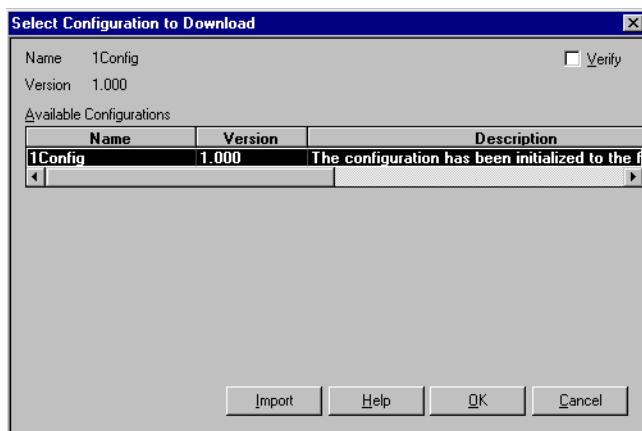 Select Configuration to Download
Name 1Config
Verify
Version 1.000
Available Configurations
Name Version Description
1Config 1.000 The configuration has been initialized to the f
Import Help OK Cancel